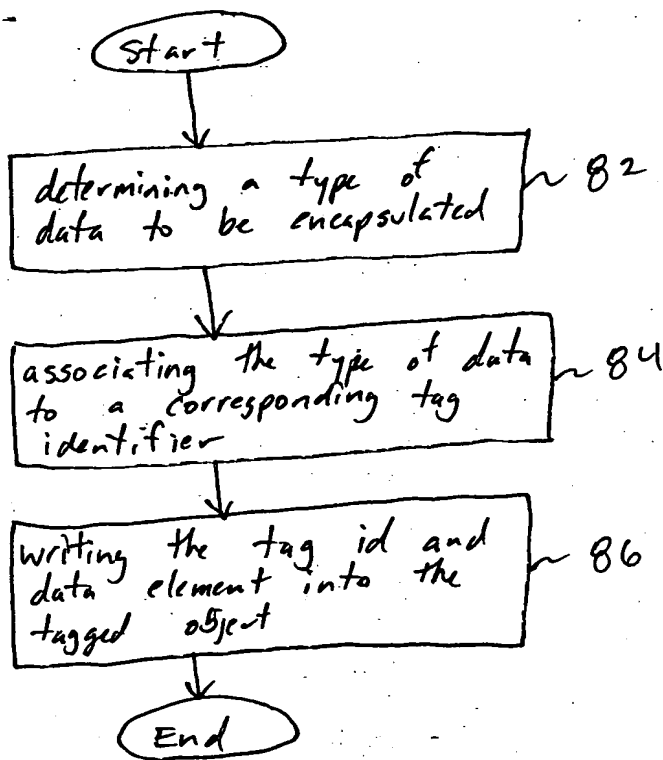 Start
determining a type of
data to be encapsulated
82
associating the type of data
to a corresponding tag
identifier
84
writing the tag id and
data element into the
tagged object
86
End